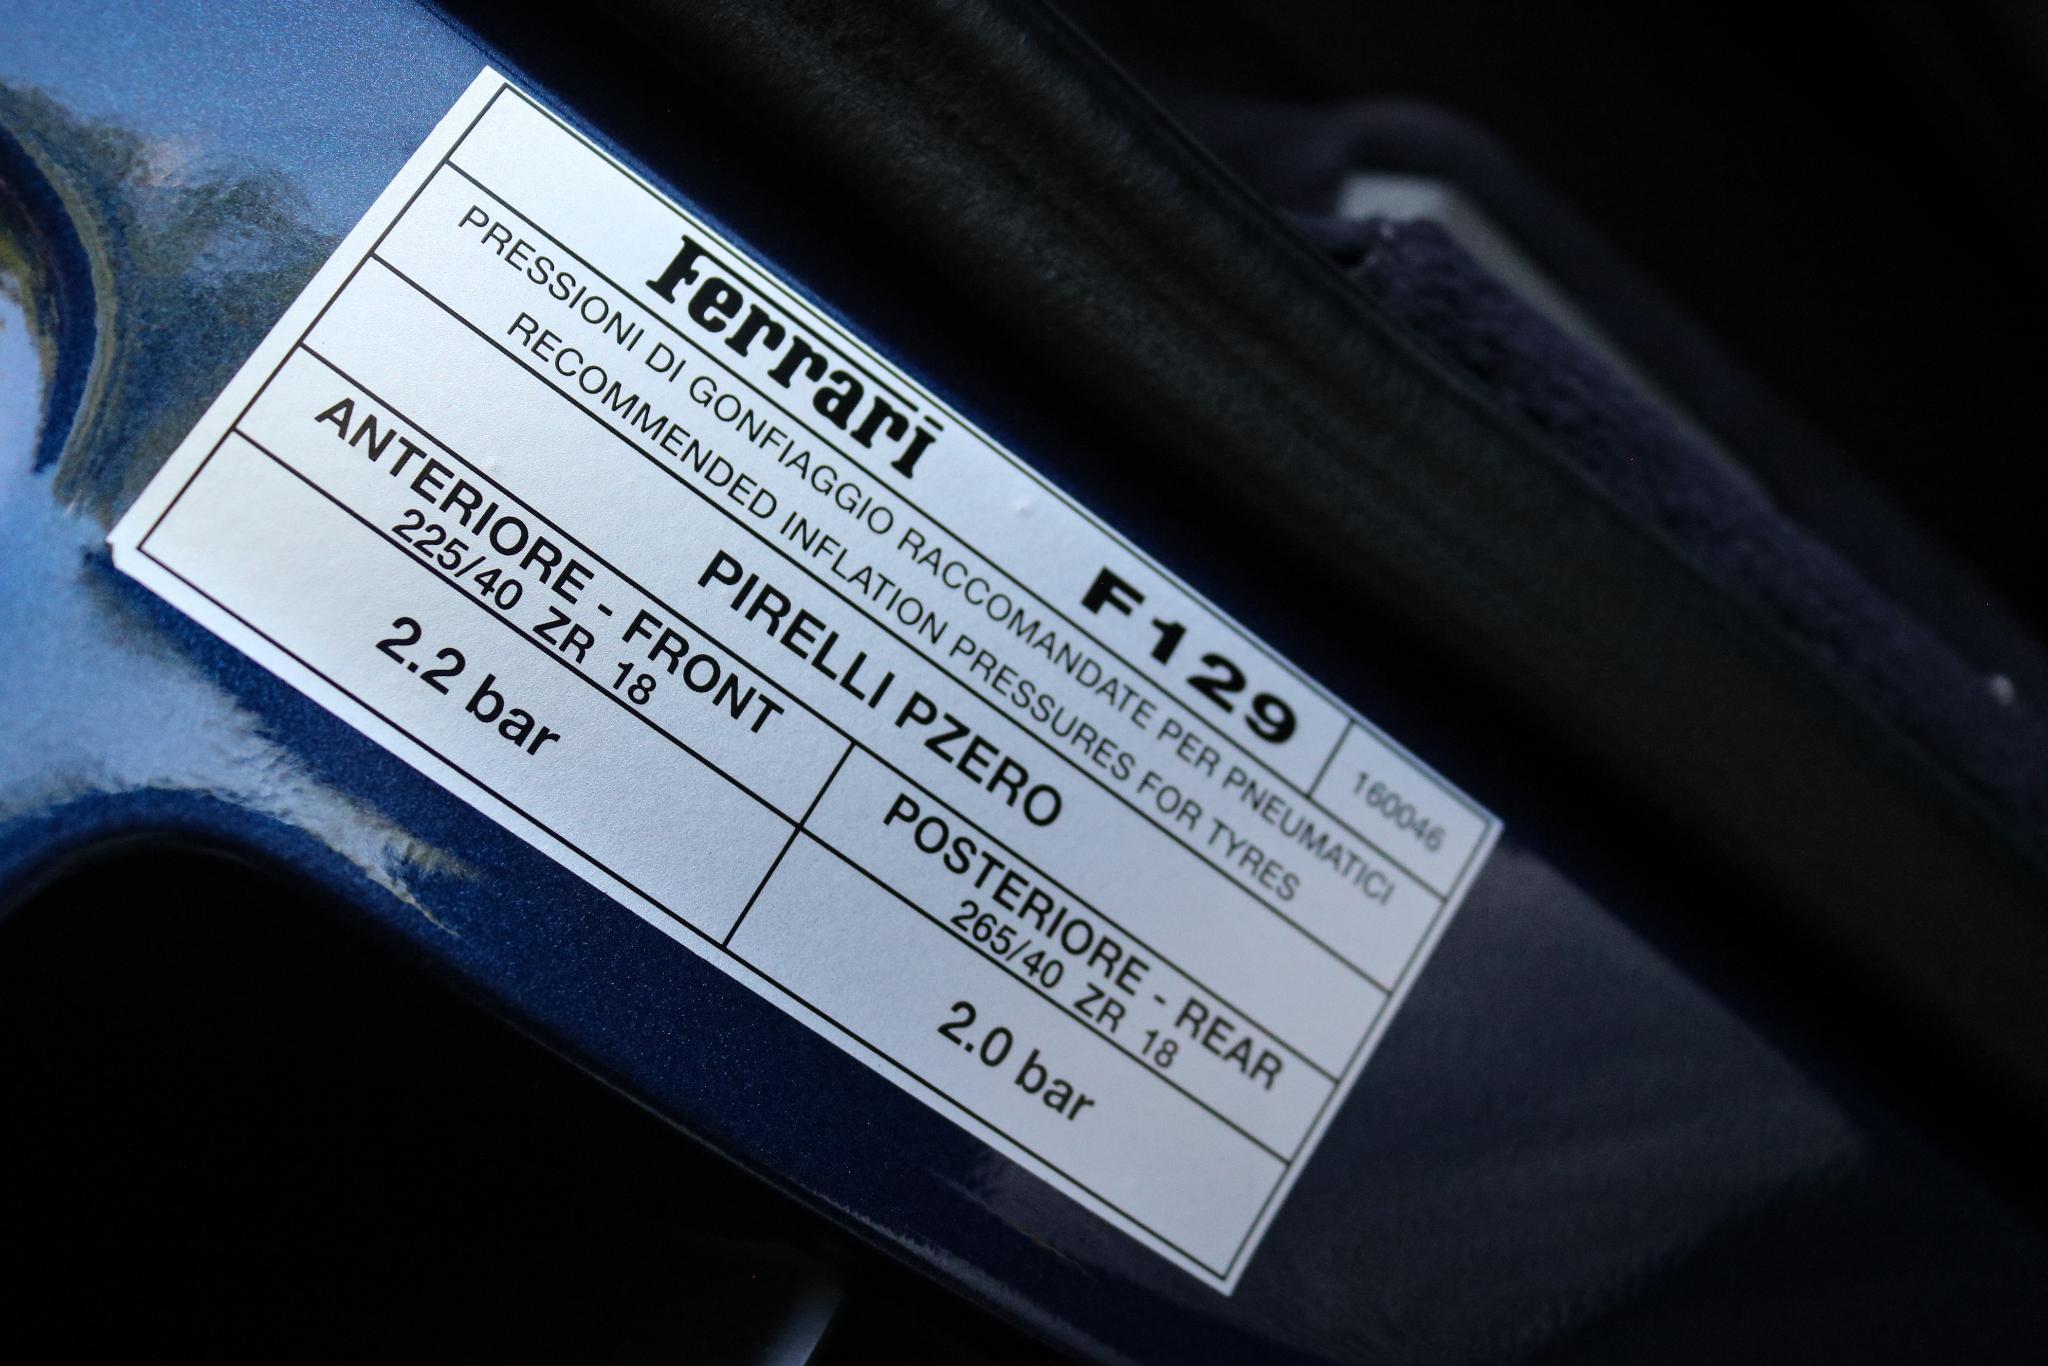 Ferrari F129 160046
PRESSIONI DI GONFIAGGIO RACCOMANDATE PER PNEUMATICI
RECOMMENDED INFLATION PRESSURES FOR TYRES
PIRELLI PZERO
ANTERIORE - FRONT POSTERIORE - REAR
225/40 ZR 18 265/40 ZR 18
2.2 bar 2.0 bar